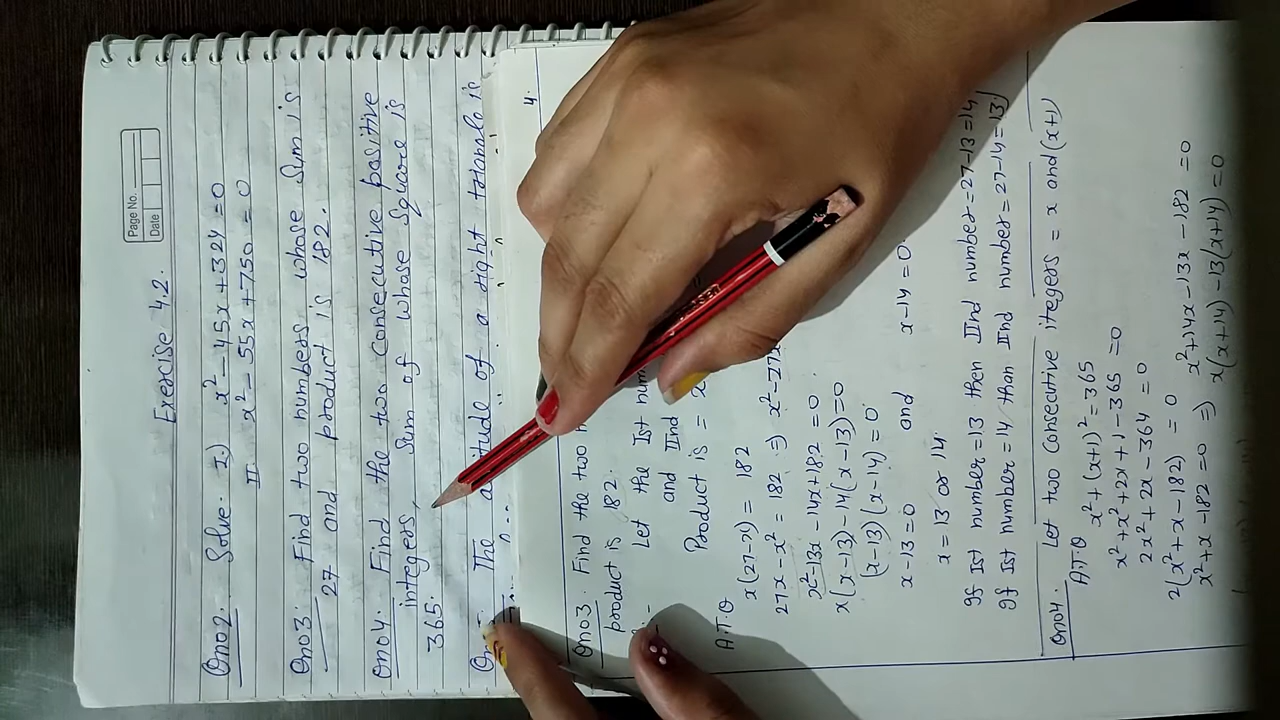 Page No.
Date
Exercise 4.2.
Qno2. Solve. I) x² - 45x + 324 = 0
II x² - 55x + 750 = 0
Qno3. Find two numbers whose Sum is
27 and product is 182.
Qno4. Find the two consecutive positive
integers, Sum of whose Square is
365.
The altitude of a right triangle is
4.
Qno3. Find the two
product is 182.
Let the Ist num
and IInd
Product is =
A.T.Q
x(27-x) = 182
27x - x² = 182 ⇒ x² - 27x
x² - 13x - 14x + 182 = 0
x(x-13) - 14(x-13) = 0
(x-13)(x-14) = 0
x-13 = 0 and x-14 = 0
x = 13 or 14
If Ist number = 13 then IInd number = 27-13 = 14
If Ist number = 14 than IInd number = 27-14 = 13
Qno4. Let two consecutive itegers = x and (x+1)
A.T.Q
x² + (x+1)² = 365
x² + x² + 2x + 1 - 365 = 0
2x² + 2x - 364 = 0
2(x² + x - 182) = 0 x² + 14x - 13x - 182 = 0
x² + x - 182 = 0 ⇒ x(x+14) - 13(x+14) = 0